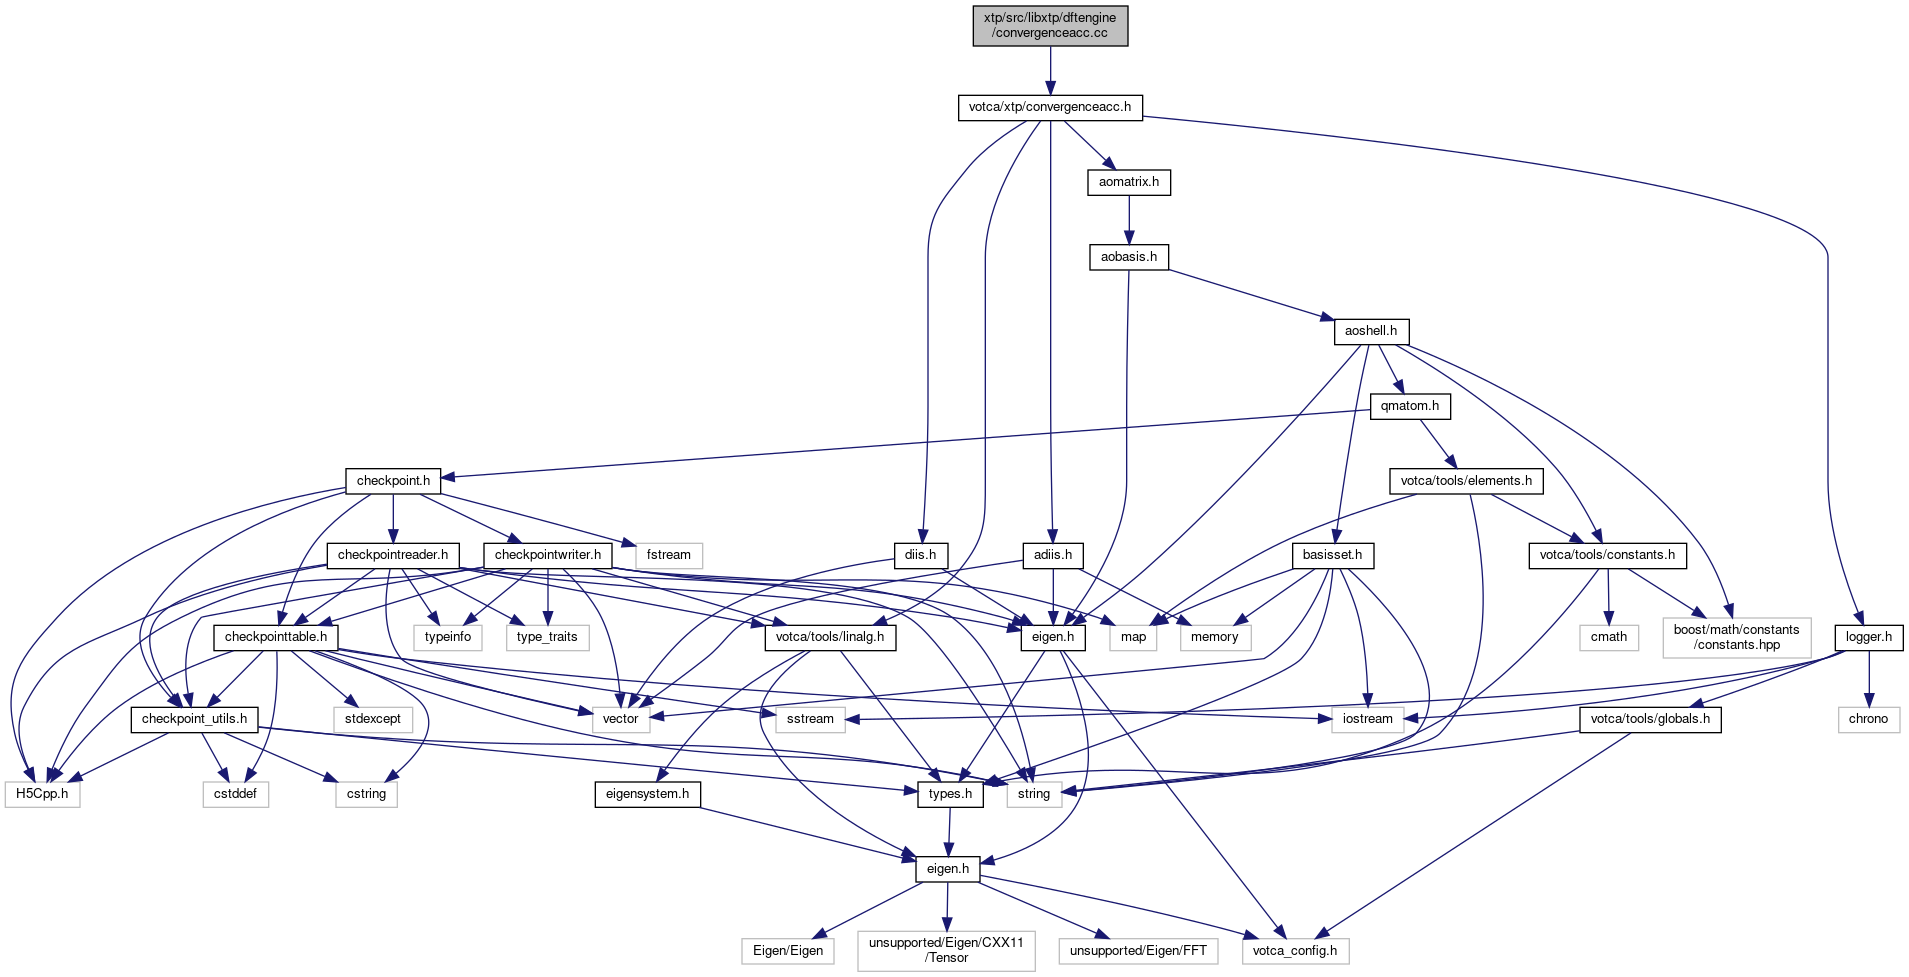 xtp/src/libxtp/dftengine
/convergenceacc.cc
votca/xtp/convergenceacc.h
aomatrix.h
aobasis.h
aoshell.h
qmatom.h
checkpoint.h
votca/tools/elements.h
checkpointreader.h
checkpointwriter.h
fstream
diis.h
adiis.h
basisset.h
votca/tools/constants.h
checkpointtable.h
typeinfo
type_traits
votca/tools/linalg.h
eigen.h
map
memory
cmath
boost/math/constants
/constants.hpp
logger.h
checkpoint_utils.h
stdexcept
vector
sstream
iostream
votca/tools/globals.h
chrono
H5Cpp.h
cstddef
cstring
eigensystem.h
types.h
string
eigen.h
Eigen/Eigen
unsupported/Eigen/CXX11
/Tensor
unsupported/Eigen/FFT
votca_config.h